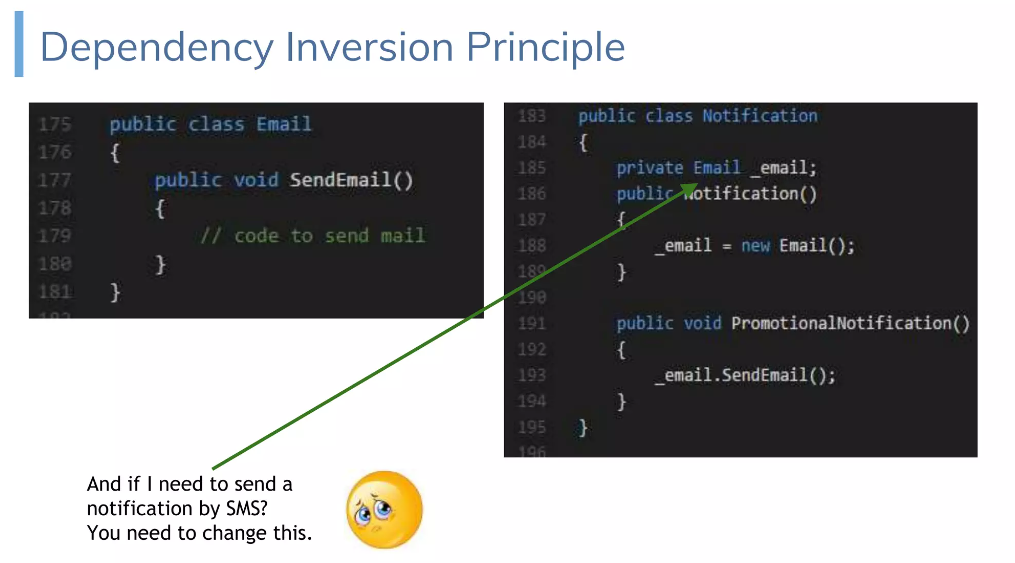 Dependency Inversion Principle
175 public class Email
176 {
177 public void SendEmail()
178 {
179 // code to send mail
180 }
181 }
182
183 public class Notification
184 {
185 private Email _email;
186 public Notification()
187 {
188 _email = new Email();
189 }
190
191 public void PromotionalNotification()
192 {
193 _email.SendEmail();
194 }
195 }
196
And if I need to send a
notification by SMS?
You need to change this.